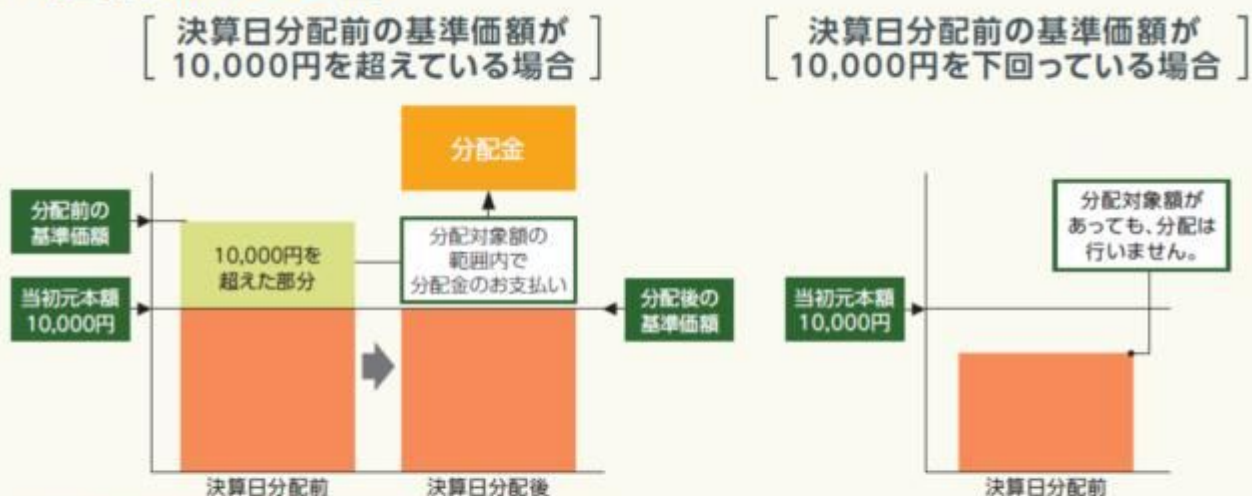 決算日分配前の基準価額が
10,000円を超えている場合
分配金
分配前の
基準価額
10,000円を
超えた部分
分配対象額の
範囲内で
分配金のお支払い
当初元本額
10,000円
分配後の
基準価額
決算日分配前
決算日分配後
決算日分配前の基準価額が
10,000円を下回っている場合
分配対象額が
あっても、分配は
行いません。
当初元本額
10,000円
決算日分配前